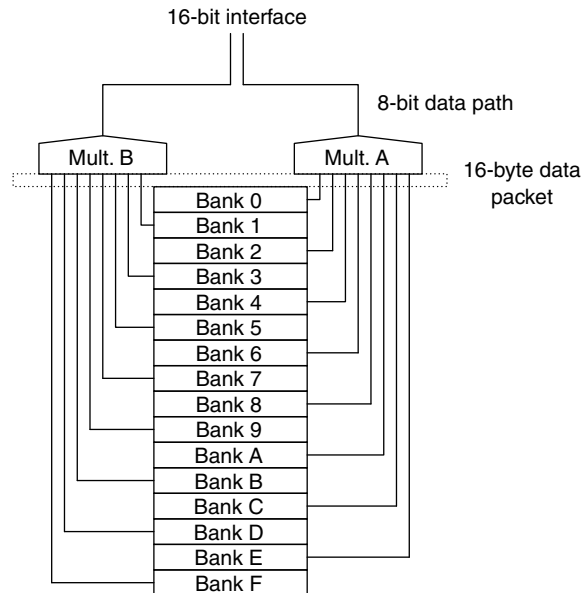 16-bit interface
8-bit data path
Mult. B
Mult. A
16-byte data
packet
Bank 0
Bank 1
Bank 2
Bank 3
Bank 4
Bank 5
Bank 6
Bank 7
Bank 8
Bank 9
Bank A
Bank B
Bank C
Bank D
Bank E
Bank F